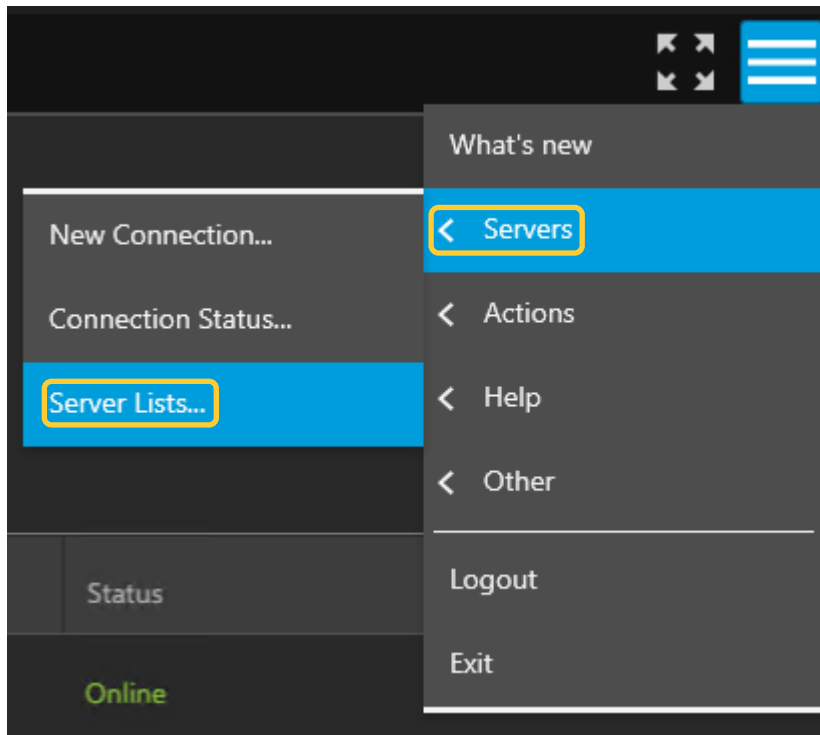 What's new
Servers
Actions
Help
Other
Logout
Exit
New Connection...
Connection Status...
Server Lists...
Status
Online